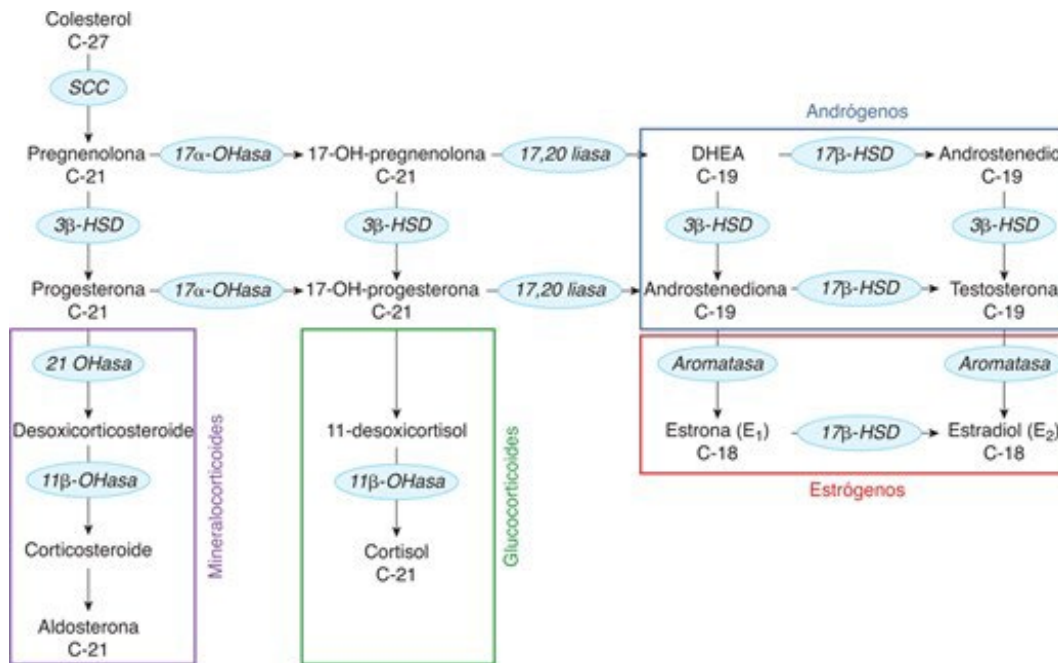 Colesterol
C-27
SCC
Andrógenos
Pregnenolona 17α-OHasa 17-OH-pregnenolona 17,20 liasa DHEA 17β-HSD Androstenedio
C-21 C-21 C-19 C-19
3β-HSD 3β-HSD 3β-HSD 3β-HSD
Progesterona 17α-OHasa 17-OH-progesterona 17,20 liasa Androstenediona 17β-HSD Testosterona
C-21 C-21 C-19 C-19
21 OHasa Aromatasa Aromatasa
Desoxicorticosteroide 11-desoxicortisol Estrona (E₁) 17β-HSD Estradiol (E₂)
C-18 C-18
11β-OHasa 11β-OHasa
Estrógenos
Corticosteroide Cortisol
C-21
Aldosterona
C-21
Mineralocorticoides
Glucocorticoides